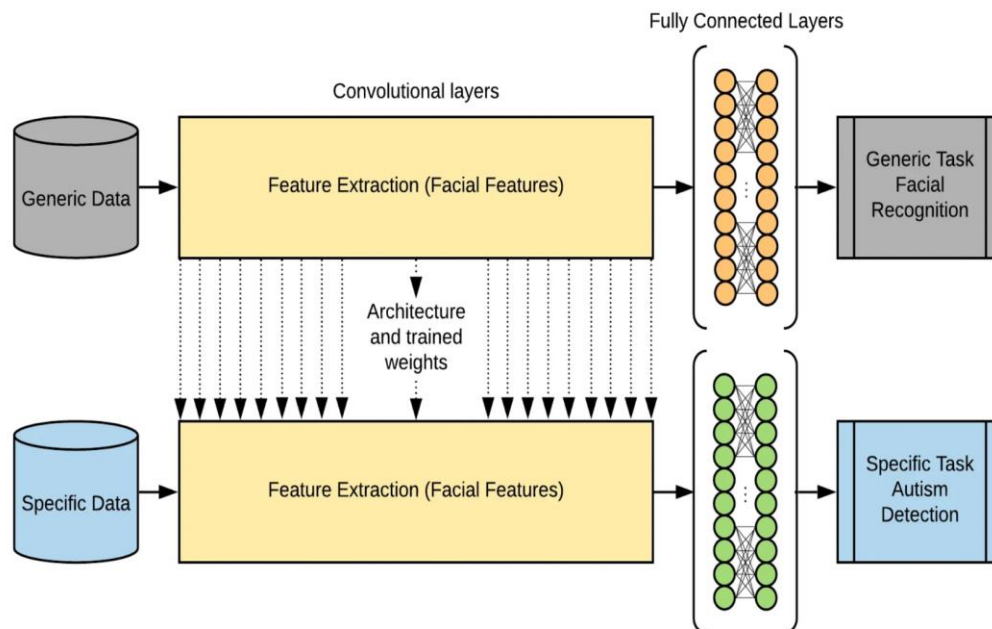 Fully Connected Layers
Convolutional layers
Generic Data
Feature Extraction (Facial Features)
Generic Task
Facial
Recognition
Architecture
and trained
weights
Specific Data
Feature Extraction (Facial Features)
Specific Task
Autism
Detection